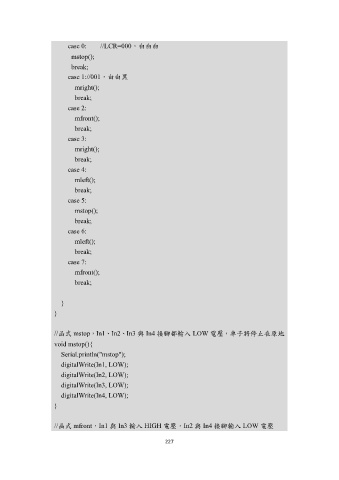 case 0: //LCR=000，白白白
mstop();
break;
case 1://001，白白黑
mright();
break;
case 2:
mfront();
break;
case 3:
mright();
break;
case 4:
mleft();
break;
case 5:
mstop();
break;
case 6:
mleft();
break;
case 7:
mfront();
break;
}
}
//函式 mstop，In1、In2、In3 與 In4 接腳都輸入 LOW 電壓，車子將停止在原地
void mstop(){
Serial.println("mstop");
digitalWrite(In1, LOW);
digitalWrite(In2, LOW);
digitalWrite(In3, LOW);
digitalWrite(In4, LOW);
}
//函式 mfront，In1 與 In3 輸入 HIGH 電壓，In2 與 In4 接腳輸入 LOW 電壓
227